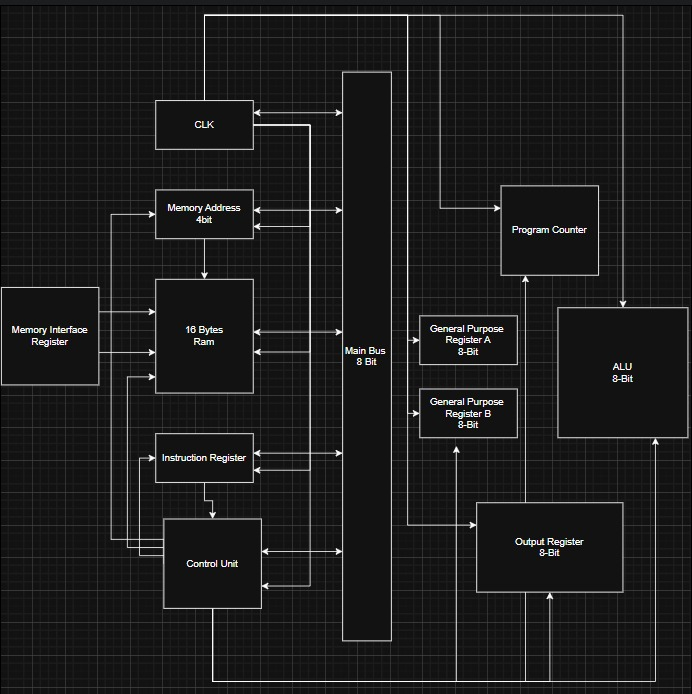 CLK
Memory Address
4bit
Program Counter
Memory Interface
Register
16 Bytes
Ram
Main Bus
8 Bit
General Purpose
Register A
8-Bit
ALU
8-Bit
General Purpose
Register B
8-Bit
Instruction Register
Control Unit
Output Register
8-Bit